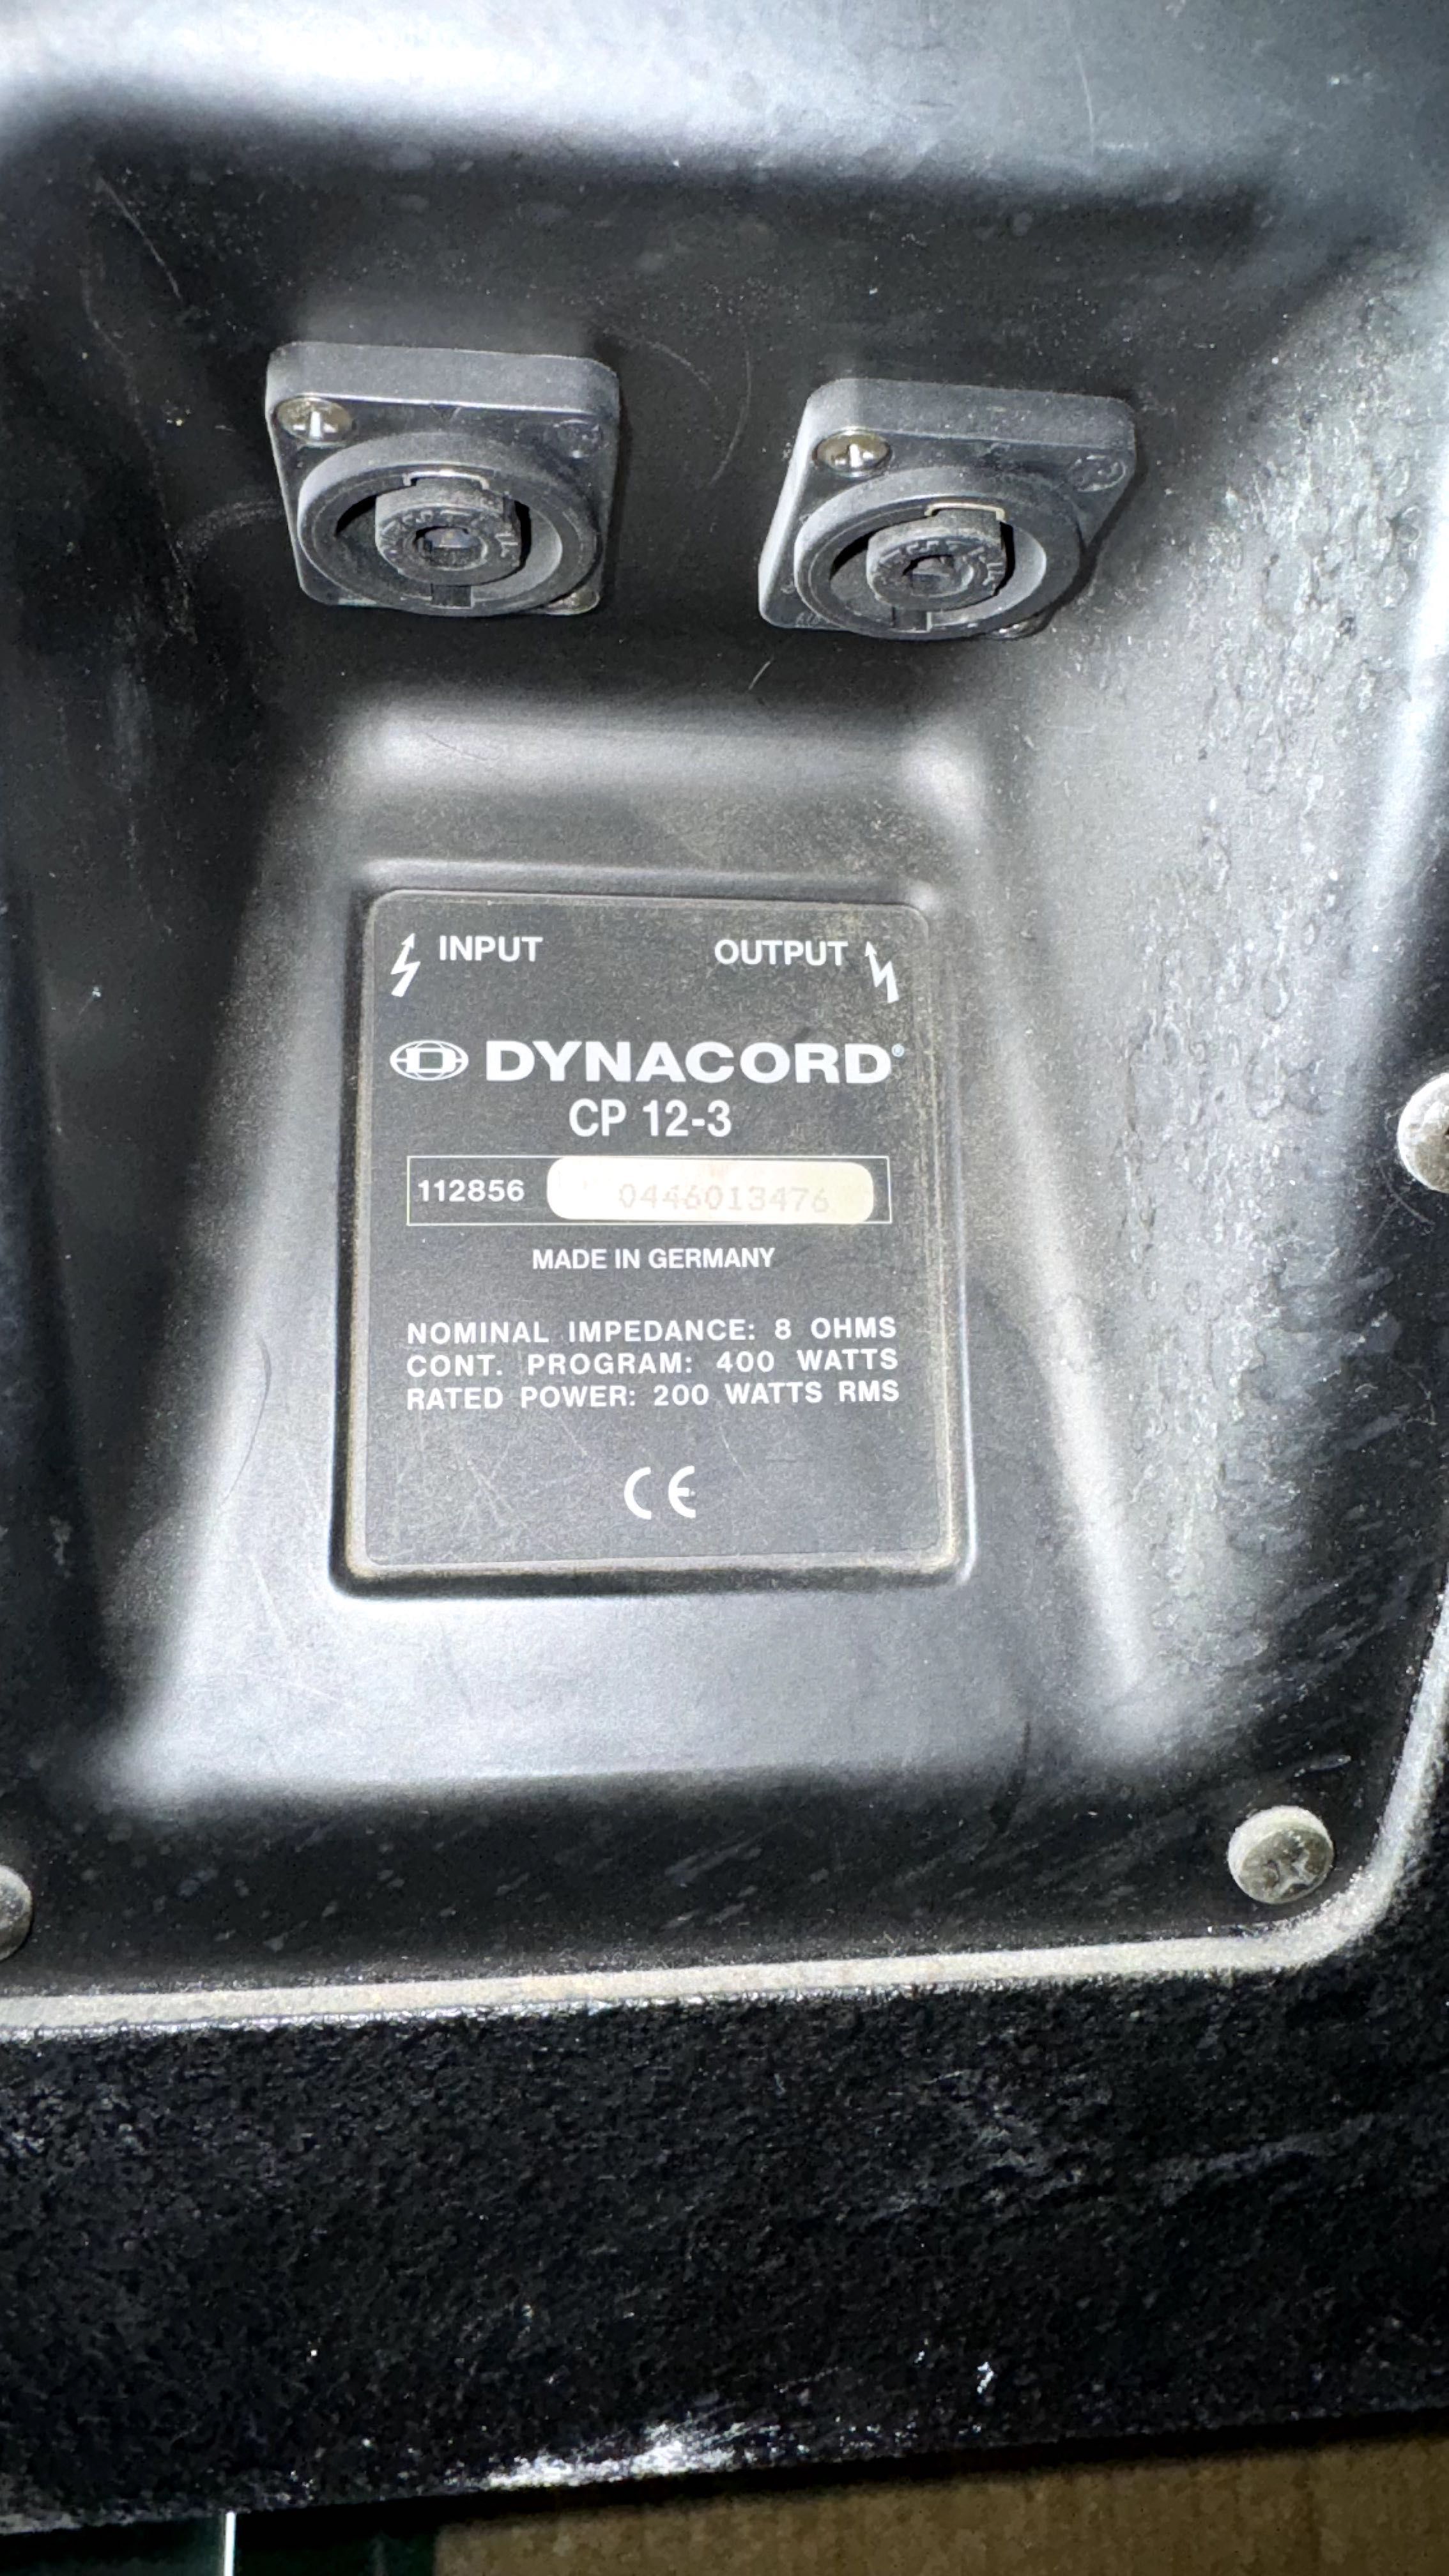 INPUT OUTPUT
DYNACORD®
CP 12-3
112856 0446013476
MADE IN GERMANY
NOMINAL IMPEDANCE: 8 OHMS
CONT. PROGRAM: 400 WATTS
RATED POWER: 200 WATTS RMS
CE